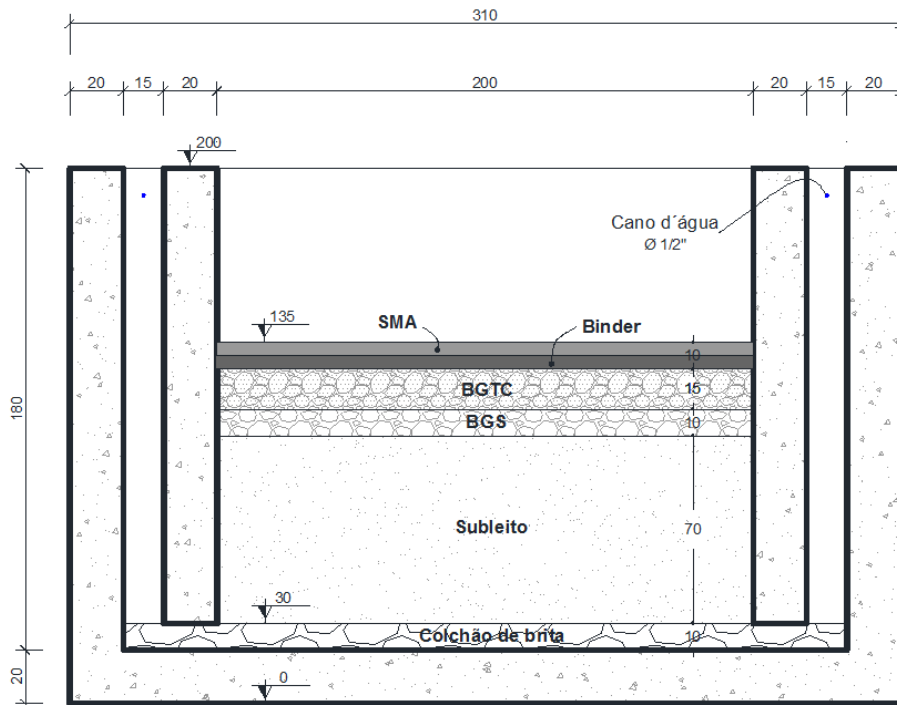 310
20 15 20 200 20 15 20
200
Cano d´água
Ø 1/2"
135
SMA
Binder
10
BGTC
15
BGS
10
180
Subleito
70
30
Colchão de brita
10
20
0